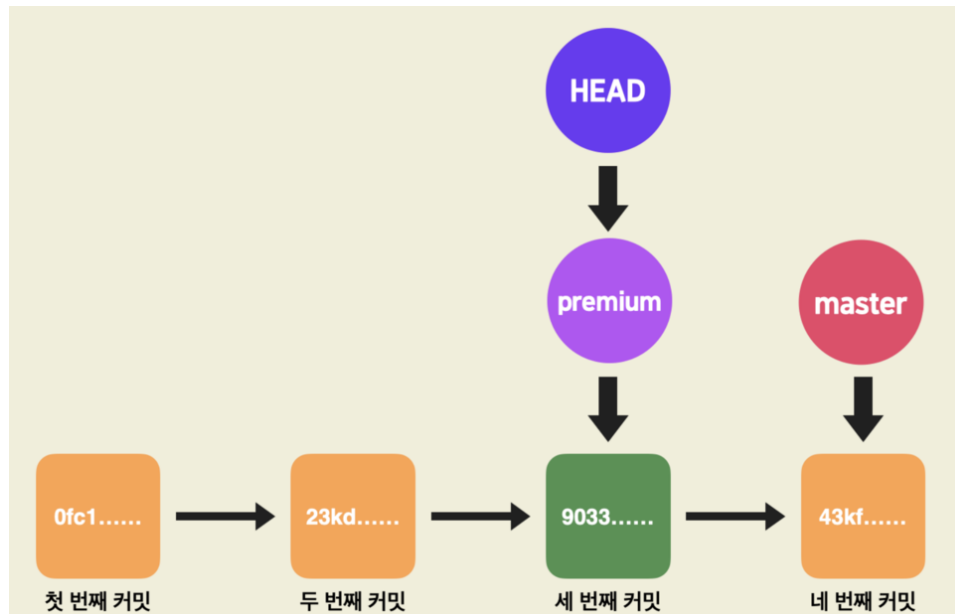 HEAD
premium
master
0fc1......
23kd......
9033......
43kf......
첫 번째 커밋
두 번째 커밋
세 번째 커밋
네 번째 커밋